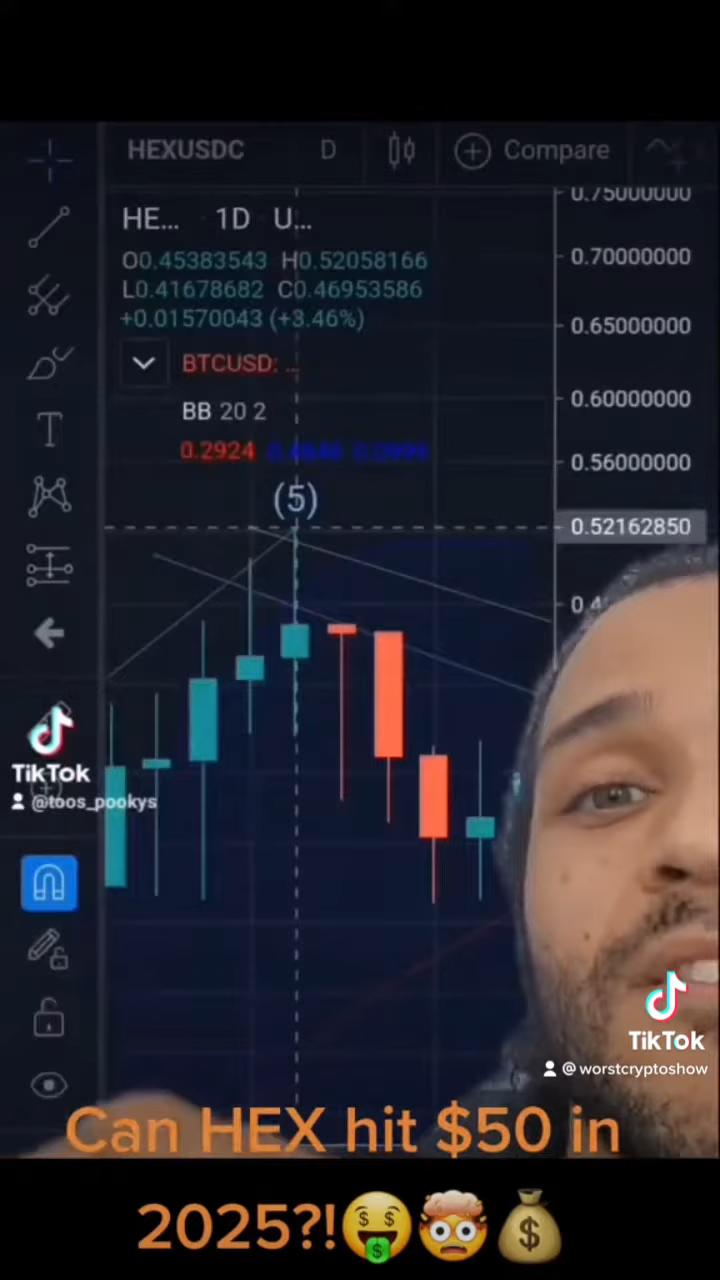 HEXUSDC D Compare
0.75000000
HE... 1D U...
O0.45383543 H0.52058166
0.70000000
L0.41678682 C0.46953586
+0.01570043 (+3.46%)
0.65000000
BTCUSD: ...
BB 20 2
0.60000000
0.2924
0.56000000
(5)
0.52162850
0.4
TikTok
@toos_pookys
TikTok
@worstcryptoshow
Can HEX hit $50 in
2025?!🤑🤯💰